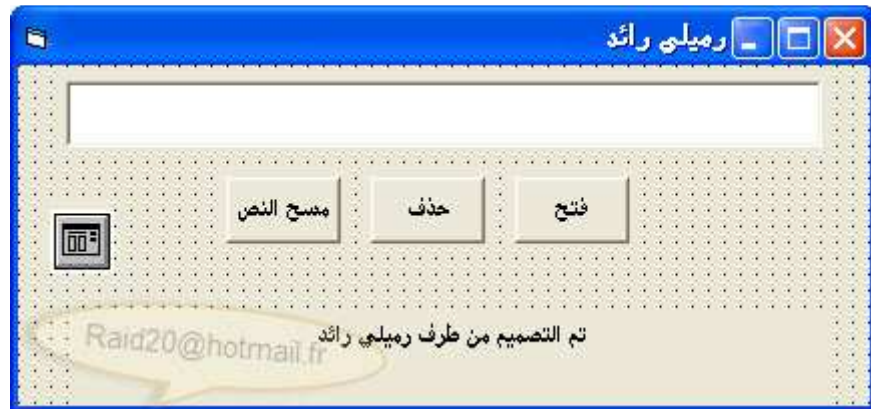 رميلي رائد
فتح
حذف
مسح النص
تم التصميم من طرف رميلي رائد
Raid20@hotmail.fr